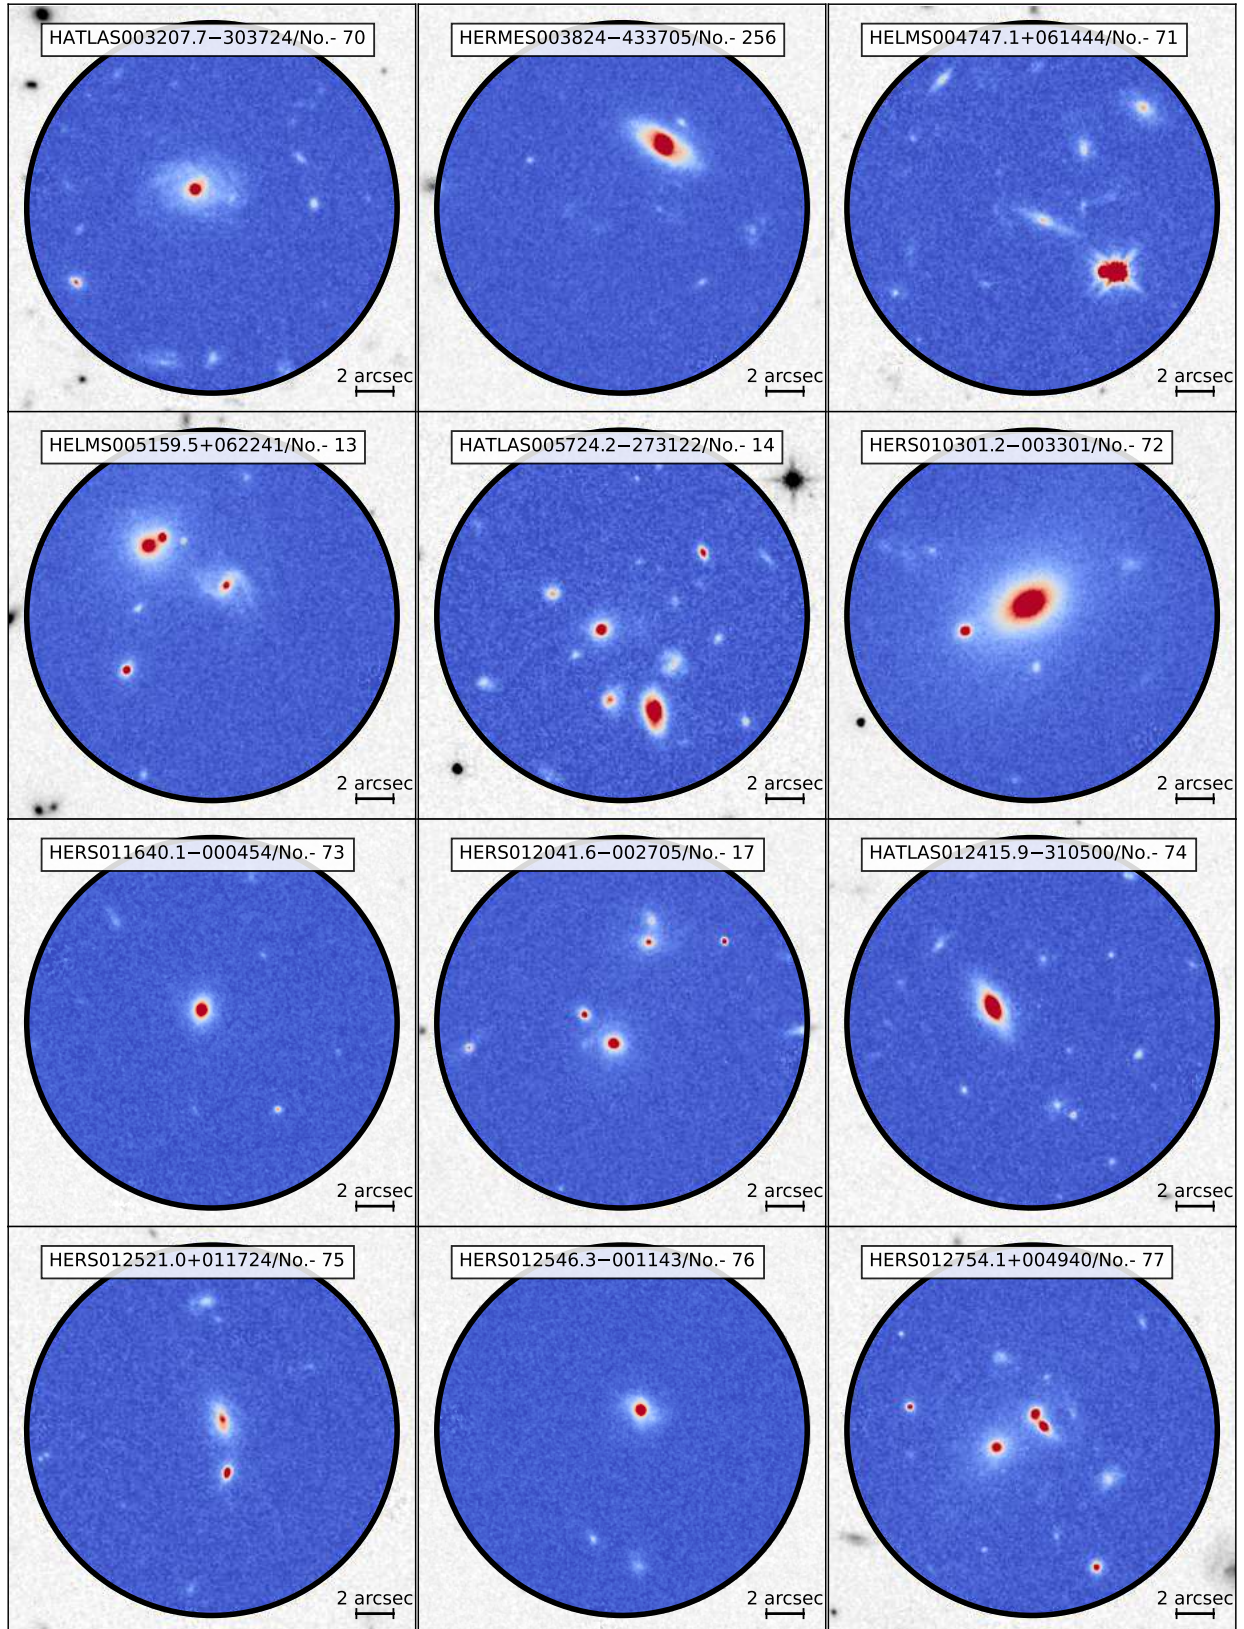 HATLAS003207.7−303724/No.- 70
2 arcsec
HERMES003824−433705/No.- 256
2 arcsec
HELMS004747.1+061444/No.- 71
2 arcsec
HELMS005159.5+062241/No.- 13
2 arcsec
HATLAS005724.2−273122/No.- 14
2 arcsec
HERS010301.2−003301/No.- 72
2 arcsec
HERS011640.1−000454/No.- 73
2 arcsec
HERS012041.6−002705/No.- 17
2 arcsec
HATLAS012415.9−310500/No.- 74
2 arcsec
HERS012521.0+011724/No.- 75
2 arcsec
HERS012546.3−001143/No.- 76
2 arcsec
HERS012754.1+004940/No.- 77
2 arcsec